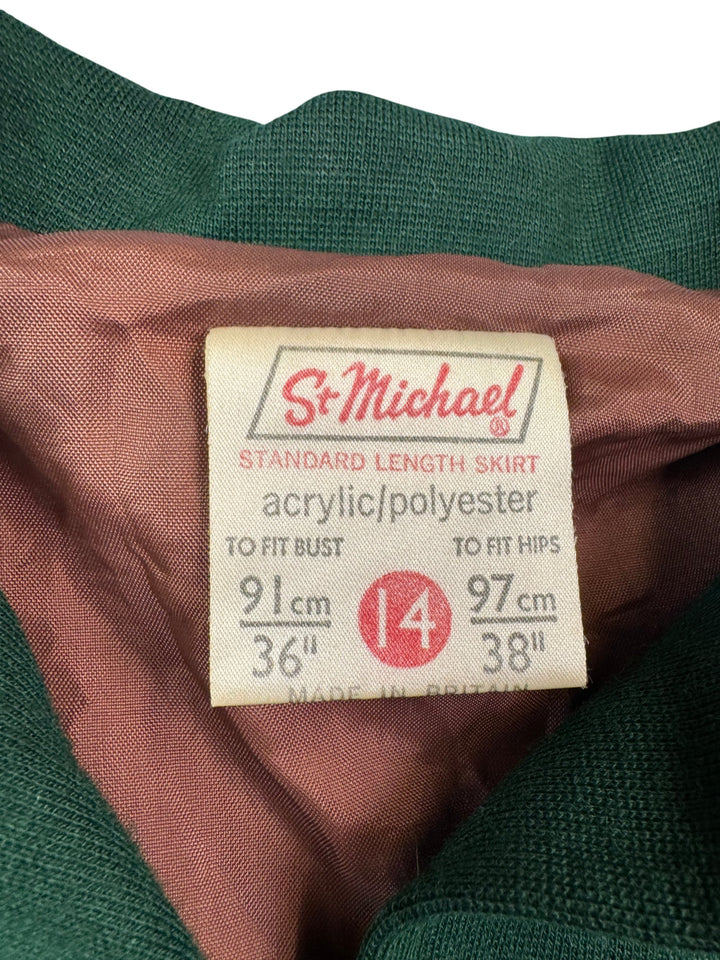 St Michael ®
STANDARD LENGTH SKIRT
acrylic/polyester
TO FIT BUST TO FIT HIPS
91cm 14 97cm
36" 38"
MADE IN BRITAIN